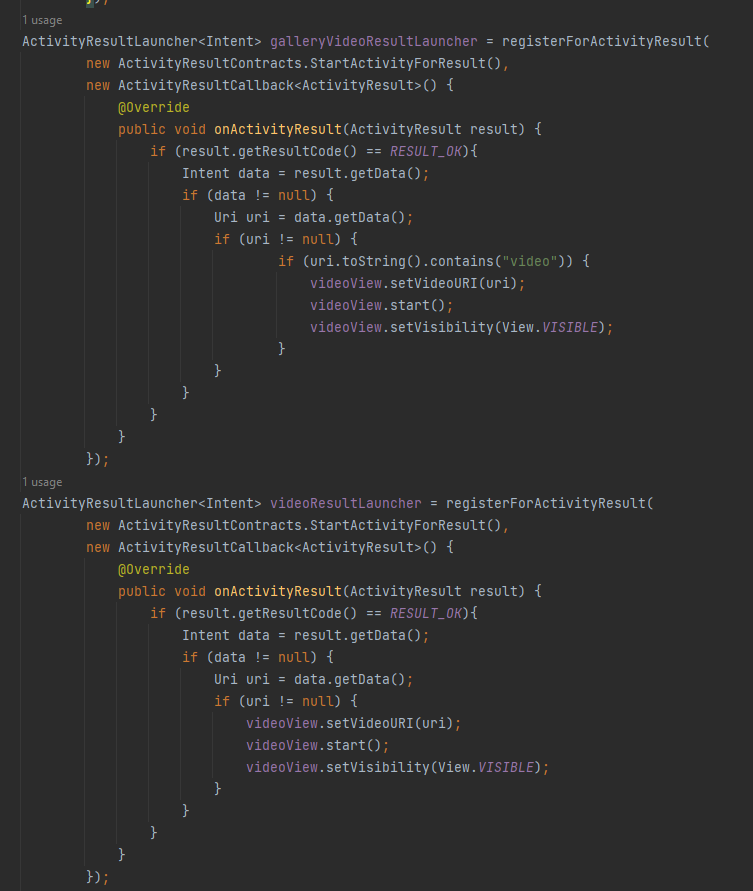 });
1 usage
ActivityResultLauncher<Intent> galleryVideoResultLauncher = registerForActivityResult(
        new ActivityResultContracts.StartActivityForResult(),
        new ActivityResultCallback<ActivityResult>() {
            @Override
            public void onActivityResult(ActivityResult result) {
                if (result.getResultCode() == RESULT_OK){
                    Intent data = result.getData();
                    if (data != null) {
                        Uri uri = data.getData();
                        if (uri != null) {
                                if (uri.toString().contains("video")) {
                                    videoView.setVideoURI(uri);
                                    videoView.start();
                                    videoView.setVisibility(View.VISIBLE);
                                }
                        }
                    }
                }
            }
        });
1 usage
ActivityResultLauncher<Intent> videoResultLauncher = registerForActivityResult(
        new ActivityResultContracts.StartActivityForResult(),
        new ActivityResultCallback<ActivityResult>() {
            @Override
            public void onActivityResult(ActivityResult result) {
                if (result.getResultCode() == RESULT_OK){
                    Intent data = result.getData();
                    if (data != null) {
                        Uri uri = data.getData();
                        if (uri != null) {
                            videoView.setVideoURI(uri);
                            videoView.start();
                            videoView.setVisibility(View.VISIBLE);
                        }
                    }
                }
            }
        });